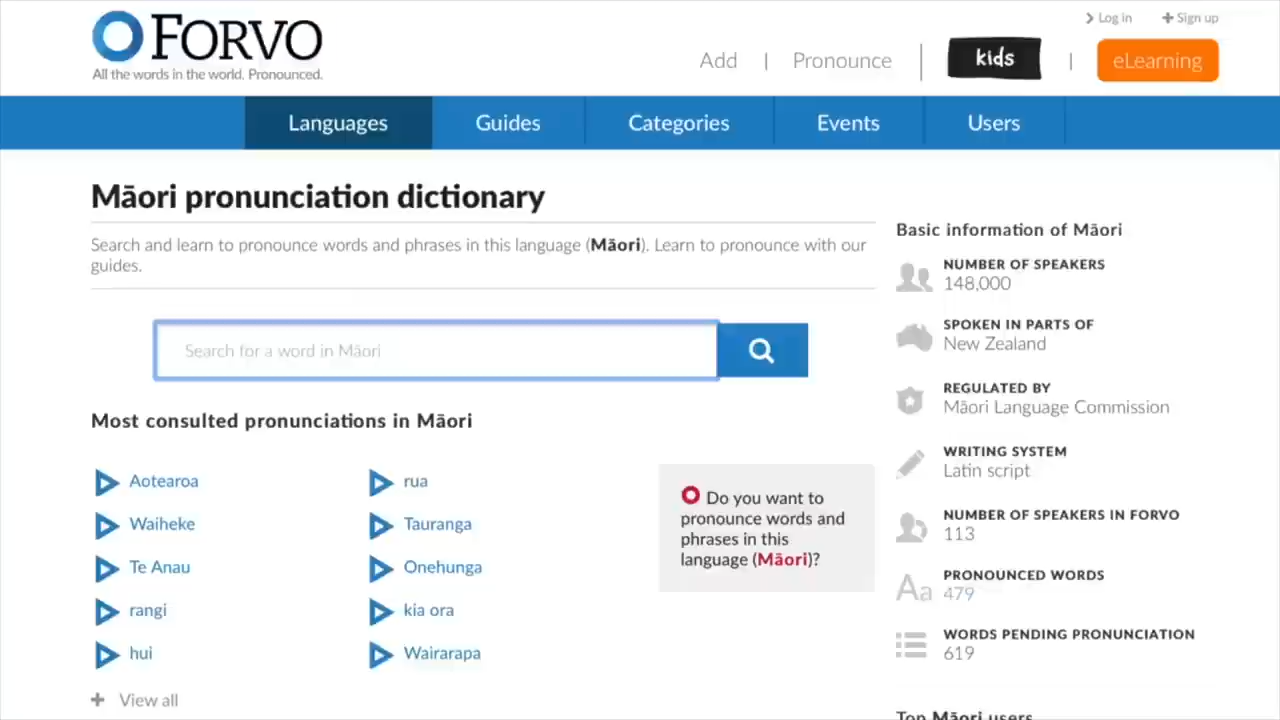 FORVO
All the words in the world. Pronounced.
Log in
Sign up
Add | Pronounce
kids
eLearning
Languages
Guides
Categories
Events
Users
Māori pronunciation dictionary
Search and learn to pronounce words and phrases in this language (Māori). Learn to pronounce with our
guides.
Search for a word in Māori
Most consulted pronunciations in Māori
Aotearoa
Waiheke
Te Anau
rangi
hui
rua
Tauranga
Onehunga
kia ora
Wairarapa
+ View all
Do you want to
pronounce words and
phrases in this
language (Māori)?
Basic information of Māori
NUMBER OF SPEAKERS
148,000
SPOKEN IN PARTS OF
New Zealand
REGULATED BY
Māori Language Commission
WRITING SYSTEM
Latin script
NUMBER OF SPEAKERS IN FORVO
113
Aa
PRONOUNCED WORDS
479
WORDS PENDING PRONUNCIATION
619
Top Māori users